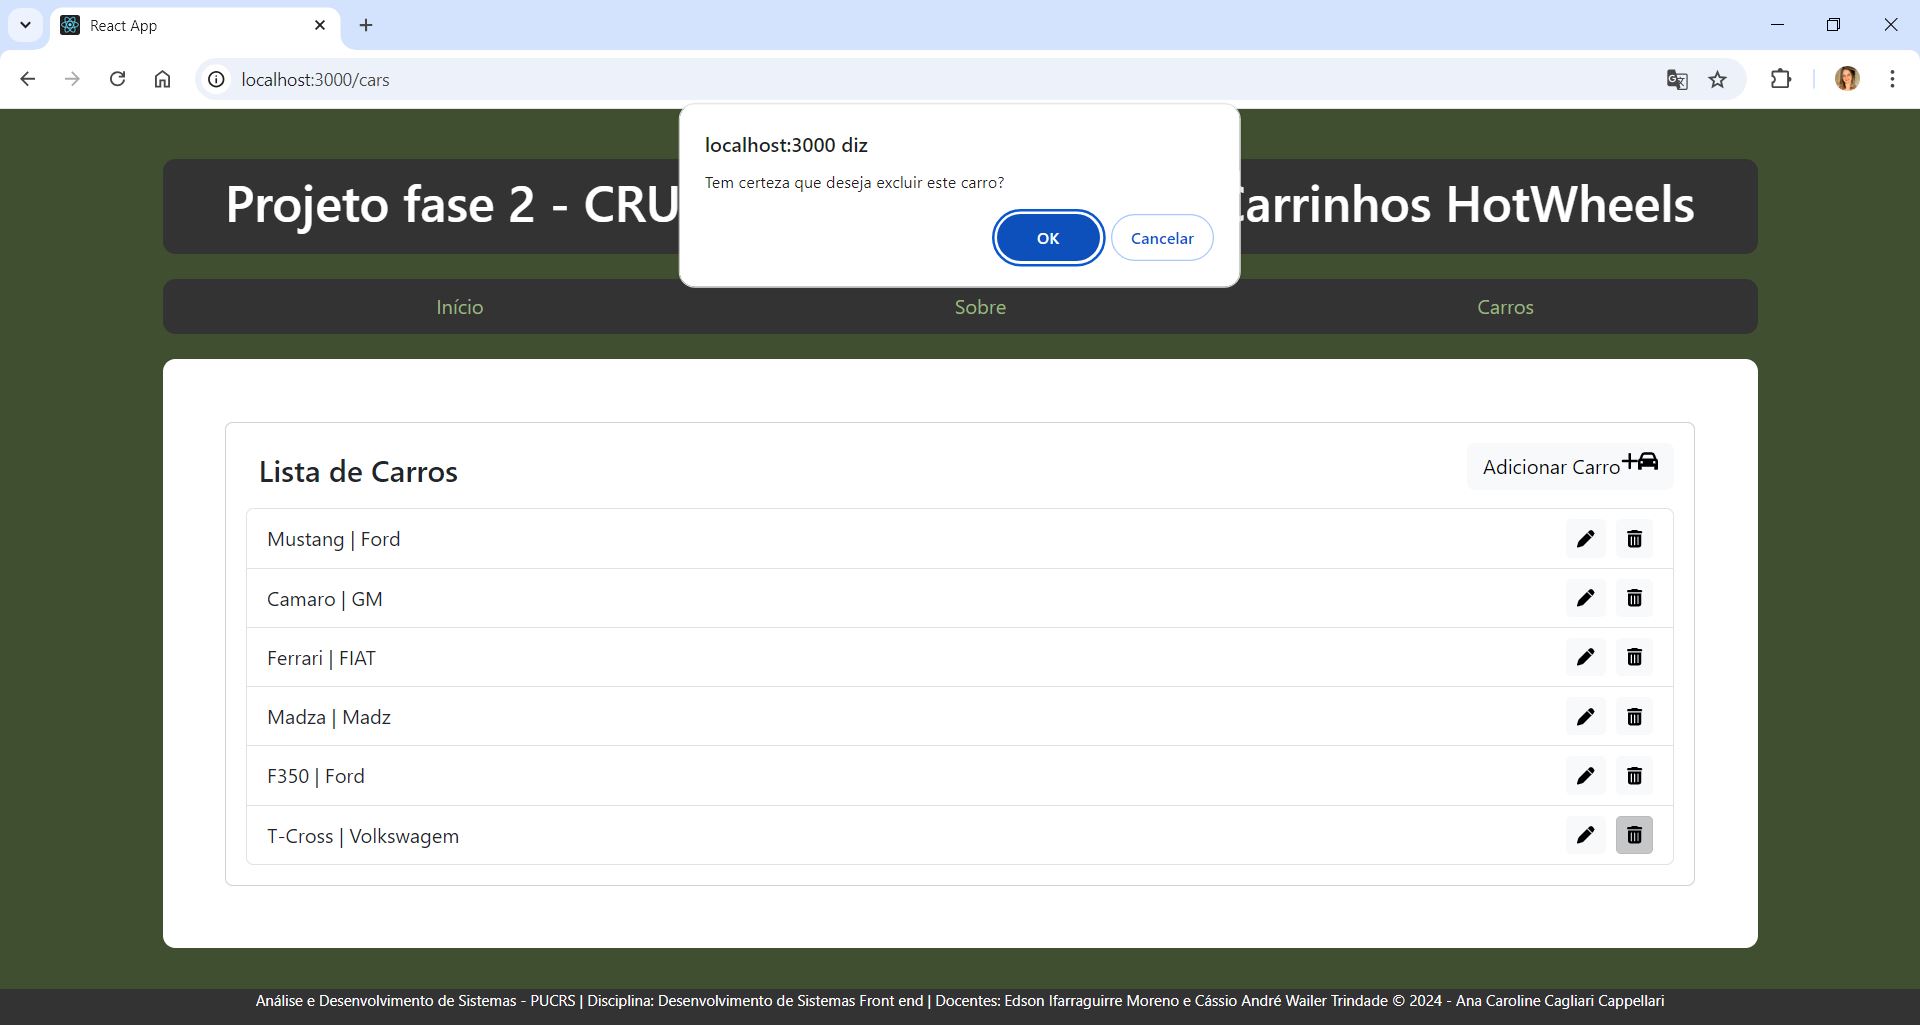 React App
localhost:3000/cars
localhost:3000 diz
Tem certeza que deseja excluir este carro?
OK
Cancelar
Projeto fase 2 - CRU
Carrinhos HotWheels
Início
Sobre
Carros
Lista de Carros
Adicionar Carro
Mustang | Ford
Camaro | GM
Ferrari | FIAT
Madza | Madz
F350 | Ford
T-Cross | Volkswagem
Análise e Desenvolvimento de Sistemas - PUCRS | Disciplina: Desenvolvimento de Sistemas Front end | Docentes: Edson Ifarraguirre Moreno e Cássio André Wailer Trindade © 2024 - Ana Caroline Cagliari Cappellari